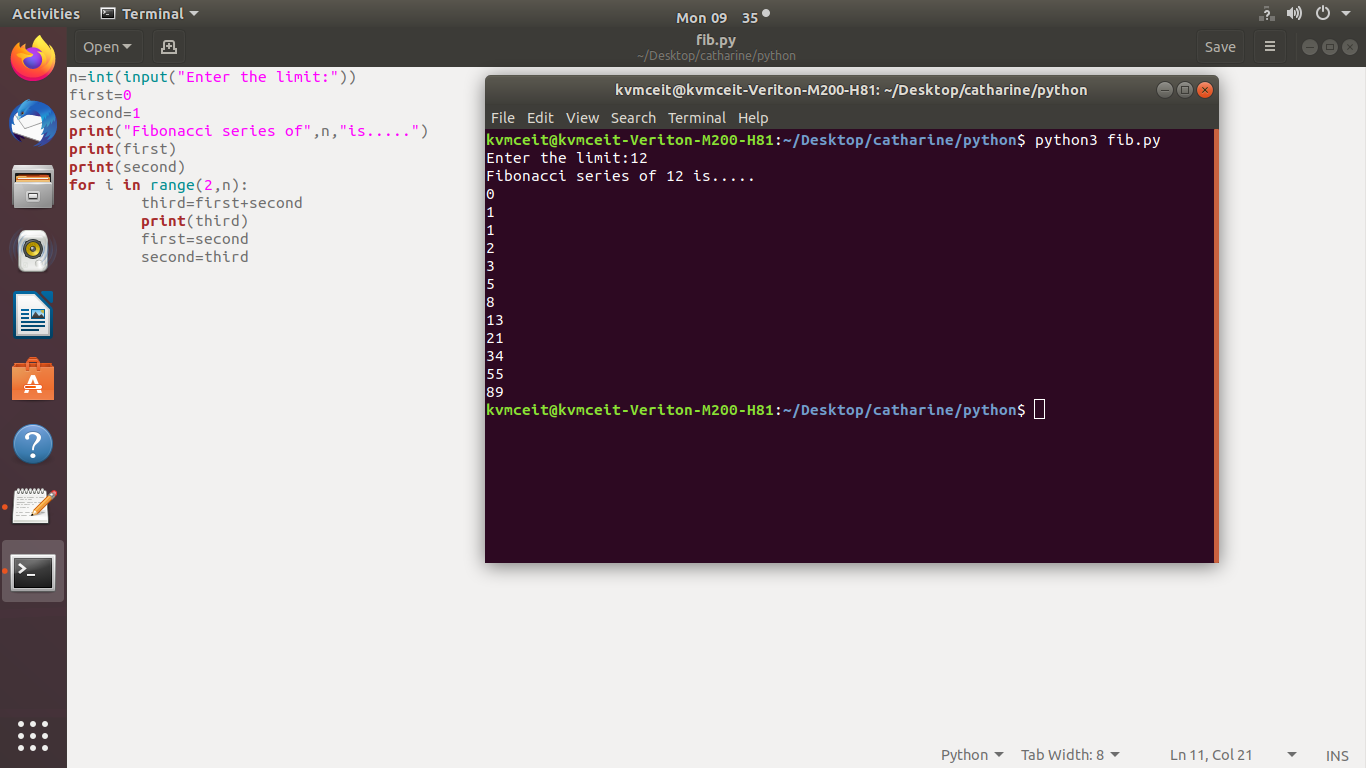 Activities Terminal Mon 09 35
Open fib.py Save
~/Desktop/catharine/python
n=int(input("Enter the limit:"))
first=0
second=1
print("Fibonacci series of",n,"is.....")
print(first)
print(second)
for i in range(2,n):
        third=first+second
        print(third)
        first=second
        second=third
kvmceit@kvmceit-Veriton-M200-H81: ~/Desktop/catharine/python
File Edit View Search Terminal Help
kvmceit@kvmceit-Veriton-M200-H81:~/Desktop/catharine/python$ python3 fib.py
Enter the limit:12
Fibonacci series of 12 is.....
0
1
1
2
3
5
8
13
21
34
55
89
kvmceit@kvmceit-Veriton-M200-H81:~/Desktop/catharine/python$
Python Tab Width: 8 Ln 11, Col 21 INS